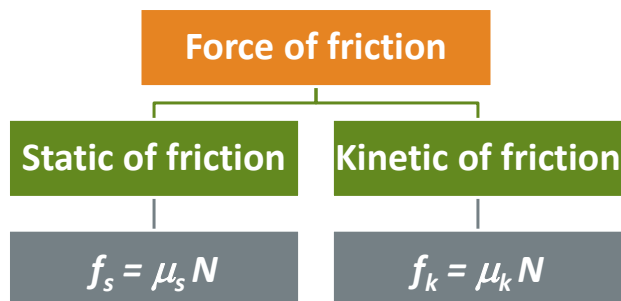 Force of friction
Static of friction
Kinetic of friction
fₛ = μₛ N
fₖ = μₖ N